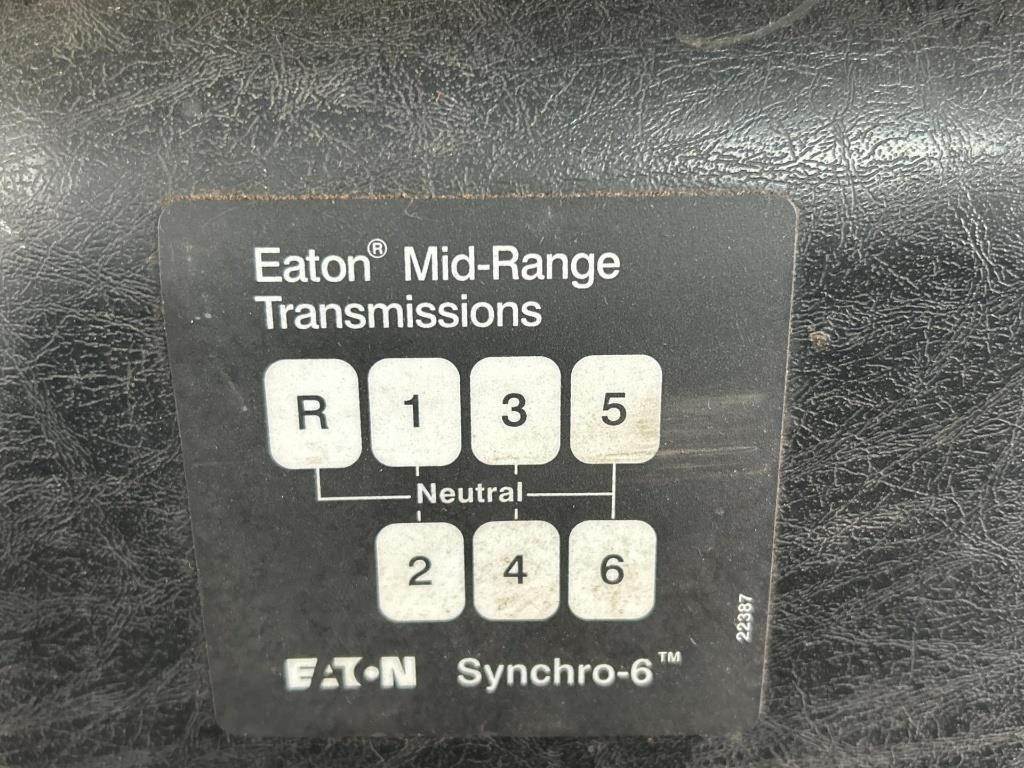 Eaton® Mid-Range
Transmissions
R 1 3 5
Neutral
2 4 6
22387
EATON Synchro-6™